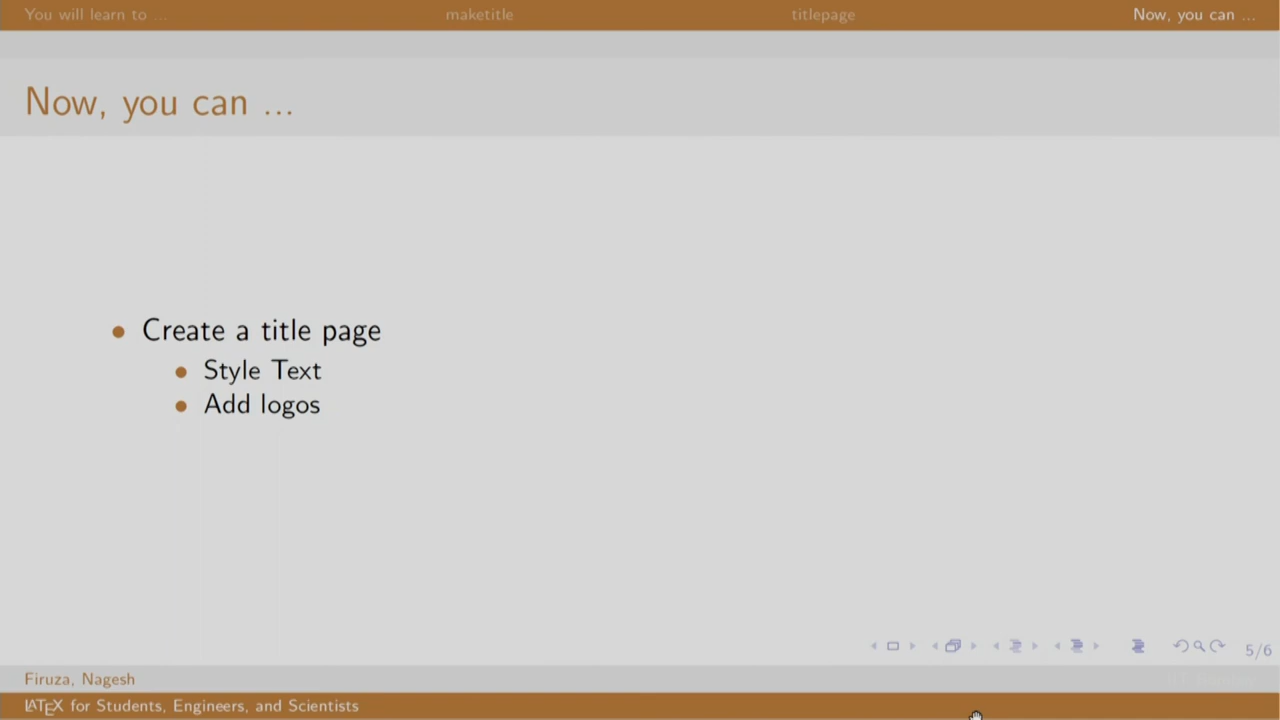 You will learn to ... maketitle titlepage Now, you can ...
Now, you can ...
Create a title page
Style Text
Add logos
5/6
Firuza, Nagesh
LATEX for Students, Engineers, and Scientists